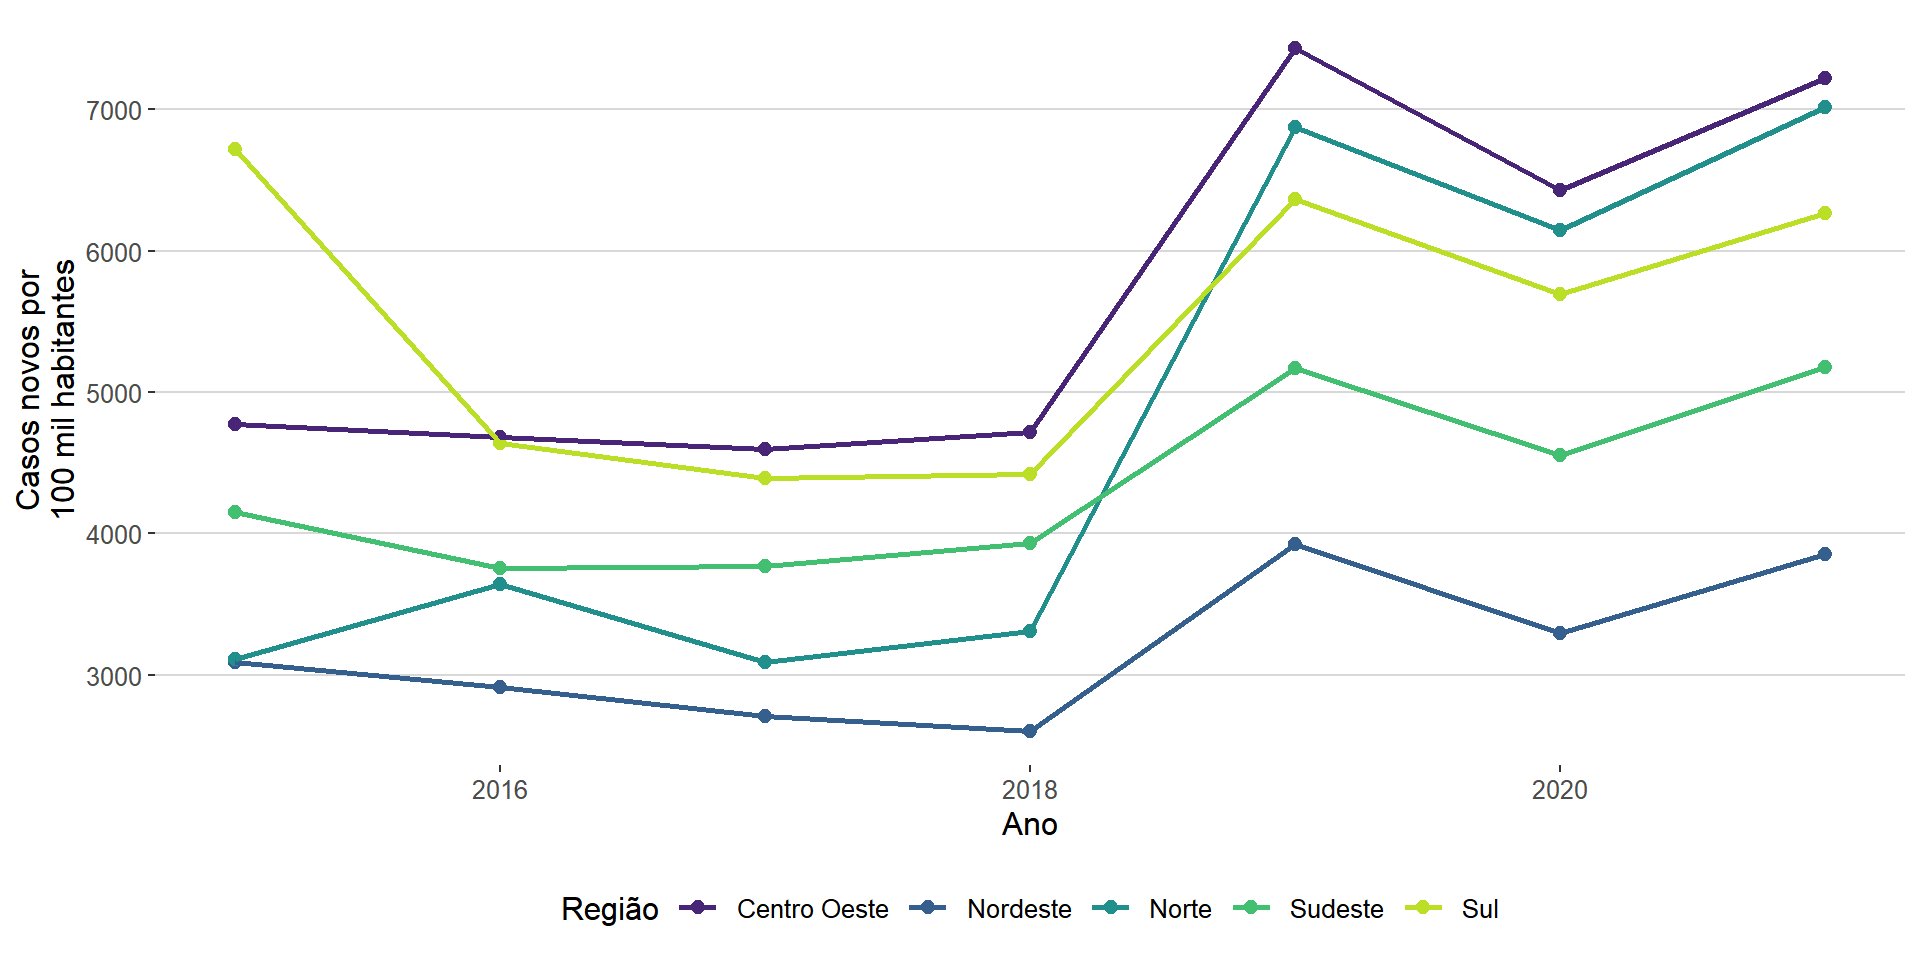 Casos novos por
100 mil habitantes
7000
6000
5000
4000
3000
2016
2018
2020
Ano
Região
Centro Oeste
Nordeste
Norte
Sudeste
Sul